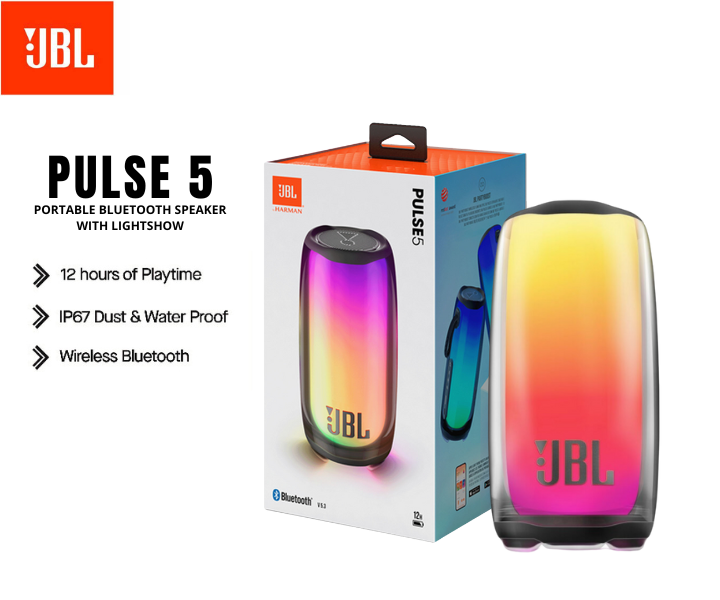 JBL
PULSE 5
PORTABLE BLUETOOTH SPEAKER
WITH LIGHTSHOW
12 hours of Playtime
IP67 Dust & Water Proof
Wireless Bluetooth
JBL
HARMAN
PULSE5
JBL
Bluetooth
12h
JBL